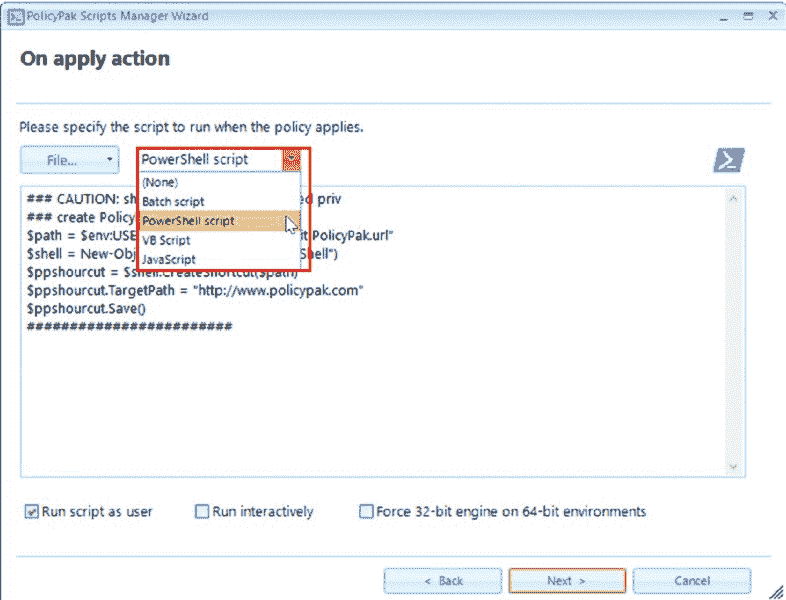 PolicyPak Scripts Manager Wizard
On apply action
Please specify the script to run when the policy applies.
File...
PowerShell script
(None)
Batch script
PowerShell script
VB Script
JavaScript
### CAUTION: sh ed priv
### create Policy
$path = $env:USE it PolicyPak.url"
$shell = New-Obj Shell")
$ppshourcut = $shell.CreateShortcut($path)
$ppshourcut.TargetPath = "http://www.policypak.com"
$ppshourcut.Save()
########################
Run script as user
Run interactively
Force 32-bit engine on 64-bit environments
< Back
Next >
Cancel